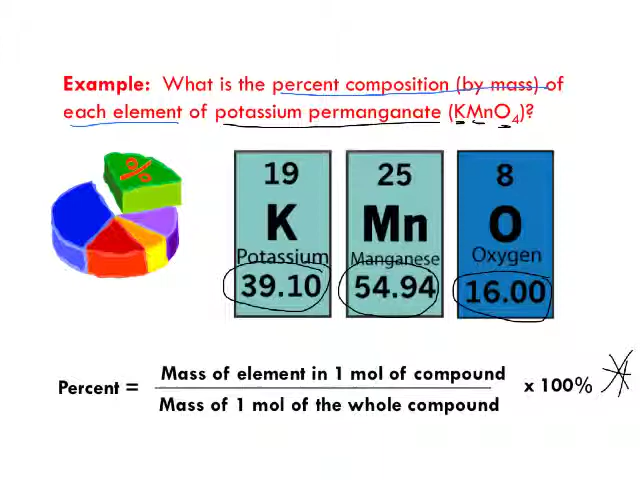 Example: What is the percent composition (by mass) of
each element of potassium permanganate (KMnO₄)?
%
19
K
Potassium
39.10
25
Mn
Manganese
54.94
8
O
Oxygen
16.00
Percent = Mass of element in 1 mol of compound x 100%
Mass of 1 mol of the whole compound